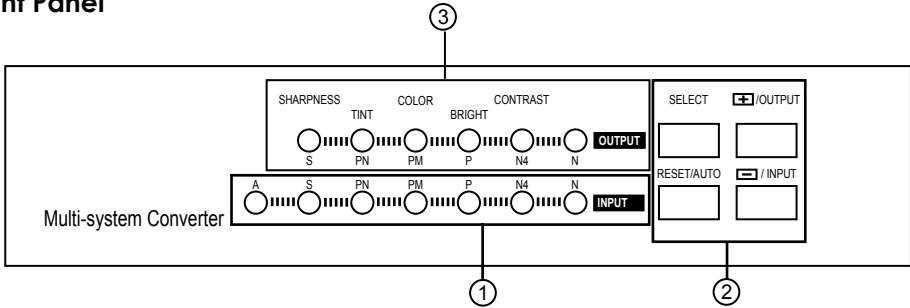 nt Panel
3
SHARPNESS COLOR CONTRAST
TINT BRIGHT
S PN PM P N4 N OUTPUT
SELECT +/OUTPUT
RESET/AUTO − / INPUT
A S PN PM P N4 N INPUT
Multi-system Converter
1 2